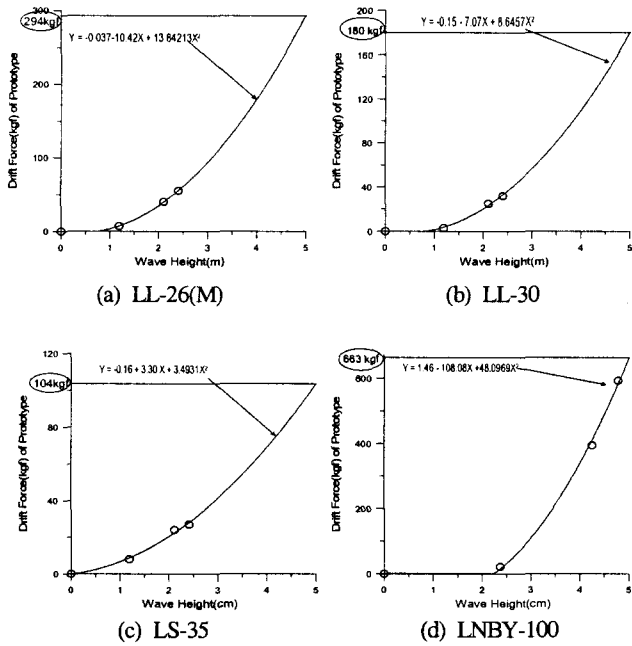 300
294kgf
Y = -0.037-10.42X + 13.84213X²
200
100
0
Drift Force(kgf) of Prototype
0 1 2 3 4 5
Wave Height(m)
(a) LL-26(M)
200
180 kgf
Y = -0.15 - 7.07X + 8.6457X²
160
120
80
40
0
Drift Force(kgf) of Prototype
0 1 2 3 4 5
Wave Height(m)
(b) LL-30
120
104kgf
Y = -0.16 + 3.30 X + 3.4931X²
80
40
0
Drift Force(kgf) of Prototype
0 1 2 3 4 5
Wave Height(cm)
(c) LS-35
663 kgf
Y = 1.46 - 108.08X +48.0969X²
600
400
200
0
Drift Force(kgf) of Prototype
0 1 2 3 4 5
Wave Height(cm)
(d) LNBY-100